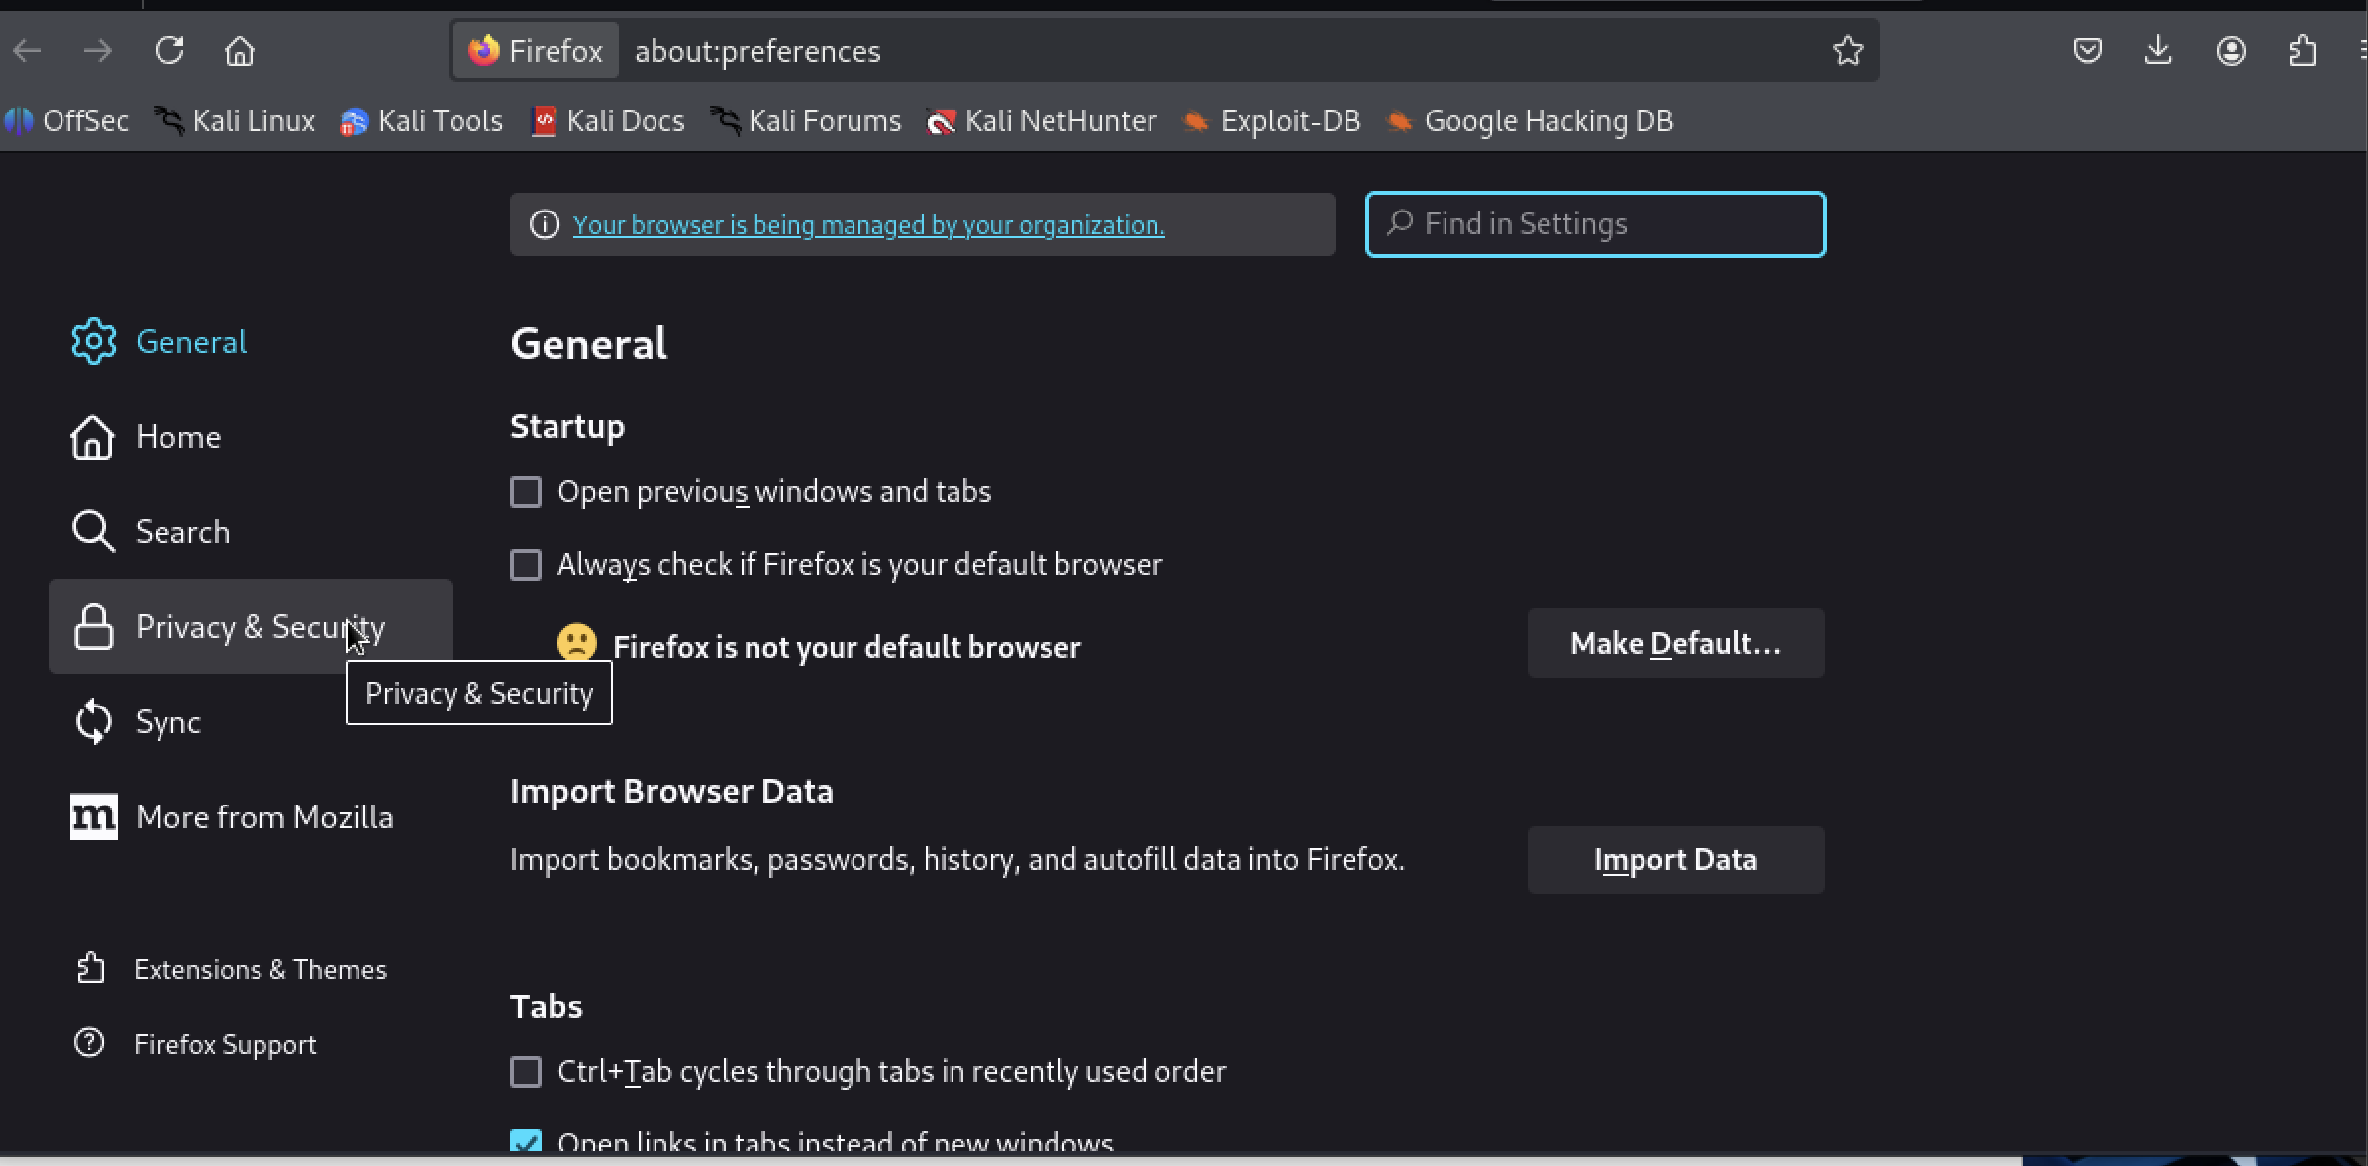 Firefox about:preferences
OffSec Kali Linux Kali Tools Kali Docs Kali Forums Kali NetHunter Exploit-DB Google Hacking DB
Your browser is being managed by your organization.
Find in Settings
General
Home
Search
Privacy & Security
Privacy & Security
Sync
More from Mozilla
Extensions & Themes
Firefox Support
General
Startup
Open previous windows and tabs
Always check if Firefox is your default browser
Firefox is not your default browser
Make Default...
Import Browser Data
Import bookmarks, passwords, history, and autofill data into Firefox.
Import Data
Tabs
Ctrl+Tab cycles through tabs in recently used order
Open links in tabs instead of new windows